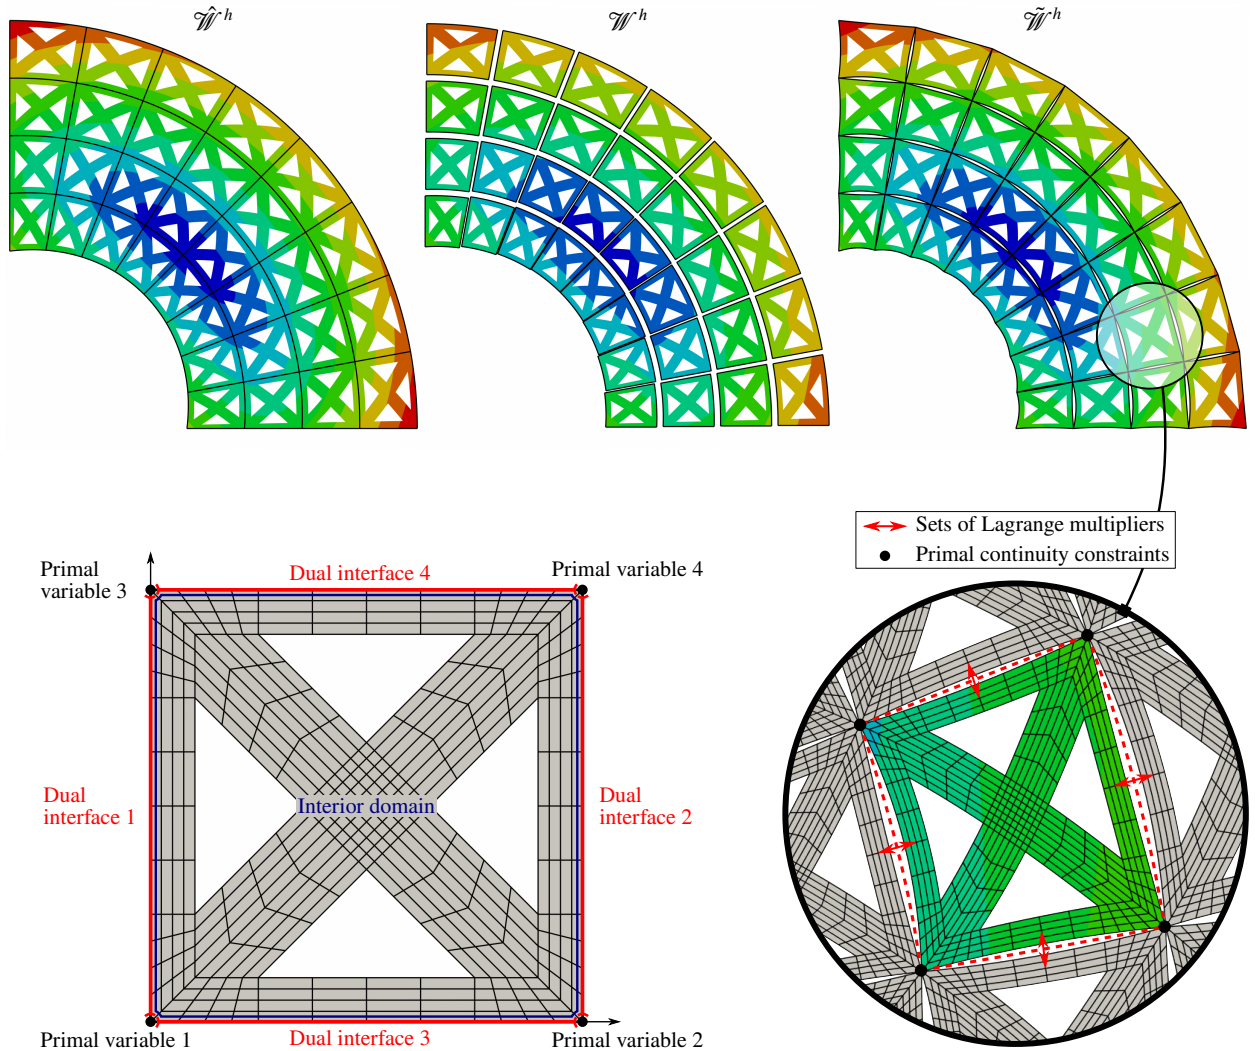 𝒲̂ h
𝒲 h
𝒲̃ h
Sets of Lagrange multipliers
Primal continuity constraints
Primal
variable 3
Dual interface 4
Primal variable 4
Dual
interface 1
Interior domain
Dual
interface 2
Primal variable 1
Dual interface 3
Primal variable 2